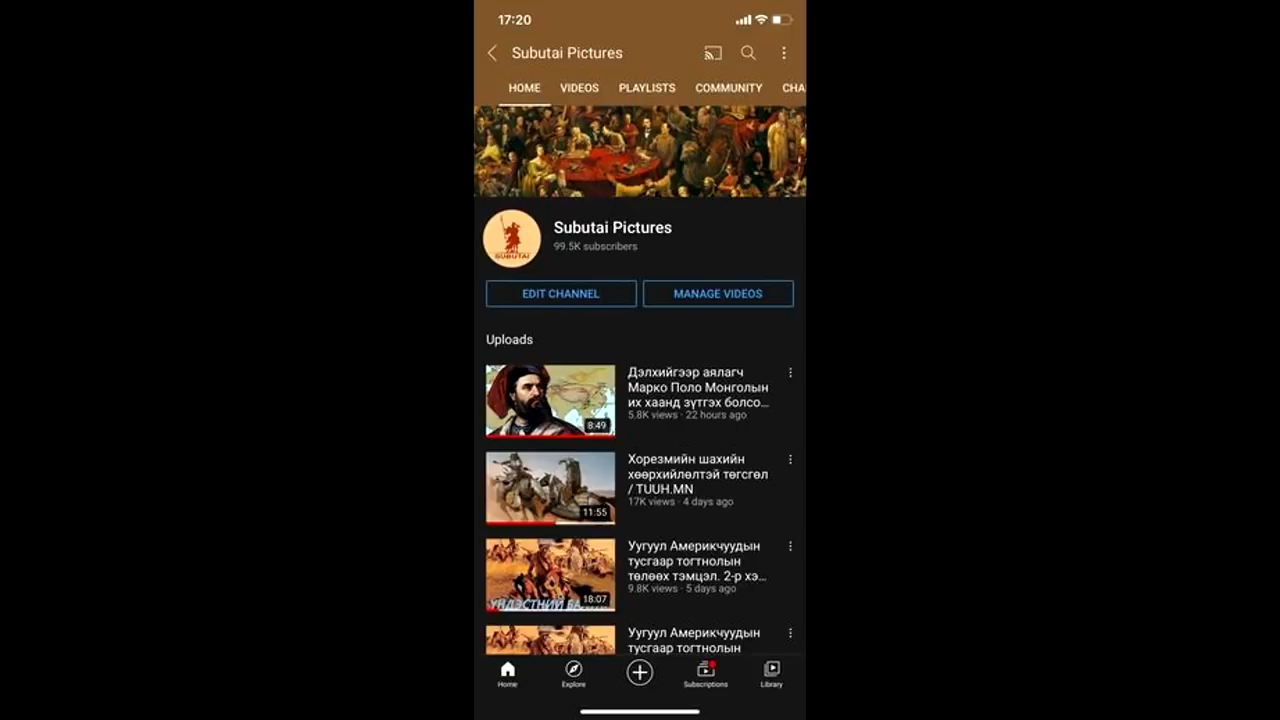 17:20
Subutai Pictures
HOME VIDEOS PLAYLISTS COMMUNITY CHA
SUBUTAI
Subutai Pictures
99.5K subscribers
EDIT CHANNEL MANAGE VIDEOS
Uploads
8:49
Дэлхийгээр аялагч
Марко Поло Монголын
их хаанд зүтгэх болсо...
5.8K views · 22 hours ago
11:55
Хорезмийн шахийн
хөөрхийлөлтэй төгсгөл
/ TUUH.MN
17K views · 4 days ago
18:07
Уугуул Америкчуудын
тусгаар тогтнолын
төлөөх тэмцэл. 2-р хэ...
9.8K views · 5 days ago
Уугуул Америкчуудын
тусгаар тогтнолын
Home Explore Subscriptions Library